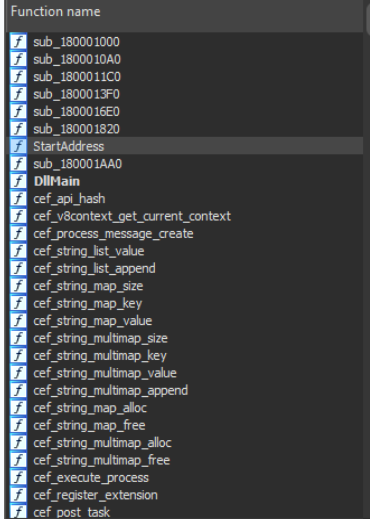 Function name
f sub_180001000
f sub_1800010A0
f sub_1800011C0
f sub_1800013F0
f sub_1800016E0
f sub_180001820
f StartAddress
f sub_180001AA0
f DllMain
f cef_api_hash
f cef_v8context_get_current_context
f cef_process_message_create
f cef_string_list_value
f cef_string_list_append
f cef_string_map_size
f cef_string_map_key
f cef_string_map_value
f cef_string_multimap_size
f cef_string_multimap_key
f cef_string_multimap_value
f cef_string_multimap_append
f cef_string_map_alloc
f cef_string_map_free
f cef_string_multimap_alloc
f cef_string_multimap_free
f cef_execute_process
f cef_register_extension
f cef_post_task